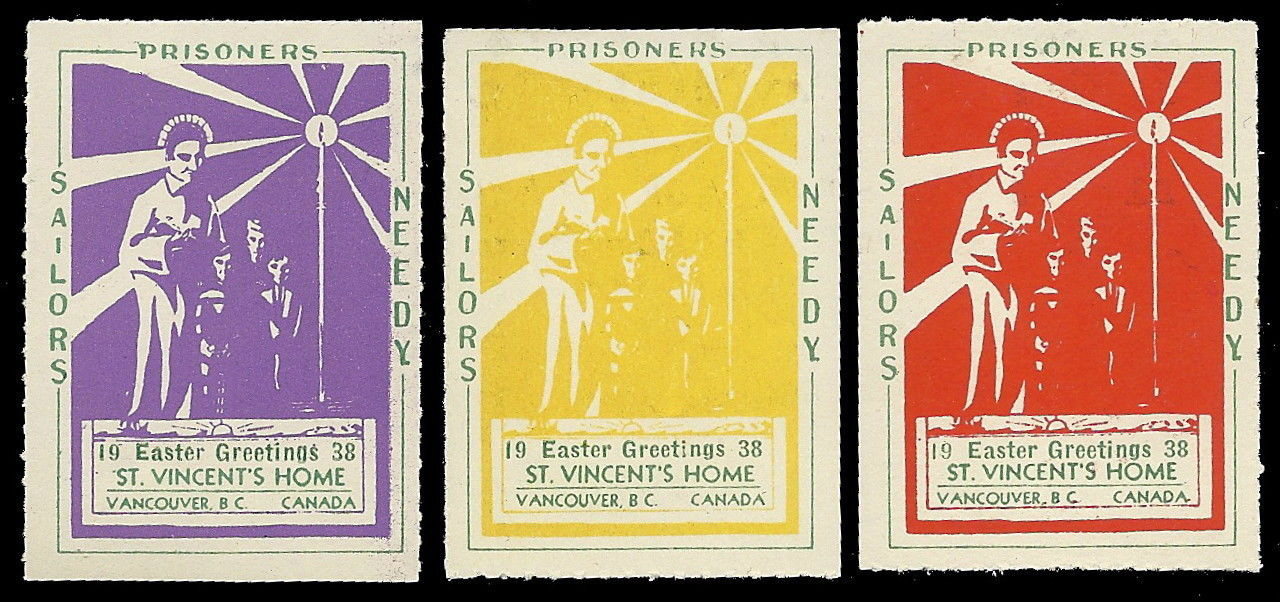 PRISONERS
SAILORS
NEEDY.
19 Easter Greetings 38
ST. VINCENT'S HOME
VANCOUVER, B C. CANADA
PRISONERS
SAILORS
NEEDY.
19 Easter Greetings 38
ST. VINCENT'S HOME
VANCOUVER, B C. CANADA
PRISONERS
SAILORS
NEEDY.
19 Easter Greetings 38
ST. VINCENT'S HOME
VANCOUVER, B C. CANADA.